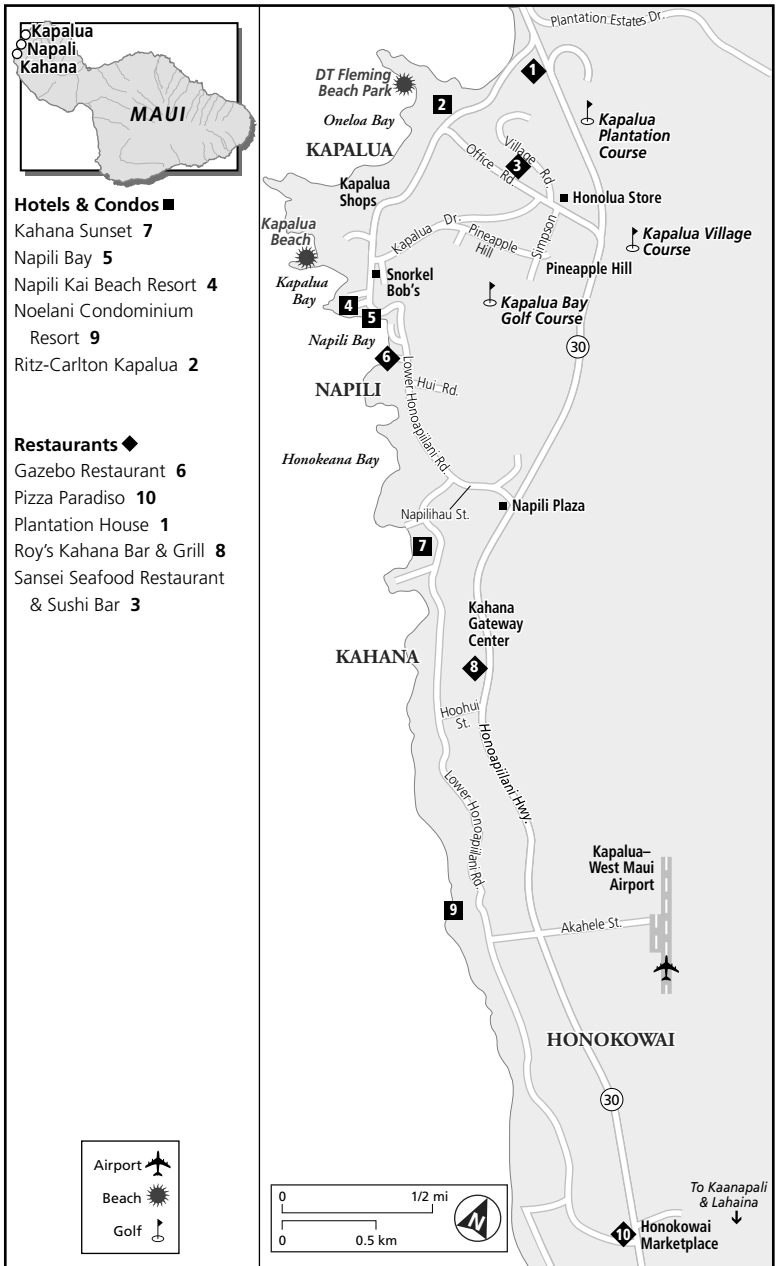 Kapalua
Napali
Kahana
MAUI
Hotels & Condos ■
Kahana Sunset 7
Napili Bay 5
Napili Kai Beach Resort 4
Noelani Condominium
Resort 9
Ritz-Carlton Kapalua 2
Restaurants ◆
Gazebo Restaurant 6
Pizza Paradiso 10
Plantation House 1
Roy's Kahana Bar & Grill 8
Sansei Seafood Restaurant
& Sushi Bar 3
Airport
Beach
Golf
Plantation Estates Dr.
1
DT Fleming
Beach Park
2
Oneloa Bay
KAPALUA
Kapalua
Plantation
Course
Village Rd.
3
Office Rd.
Kapalua
Shops
Honolua Store
Kapalua
Beach
Kapalua Dr.
Pineapple
Hill
Simpson
Kapalua Village
Course
Pineapple Hill
Snorkel
Bob's
Kapalua
Bay
4
5
Kapalua Bay
Golf Course
Napili Bay
30
6
NAPILI
Hui Rd.
Lower Honoapiilani Rd.
Honokeana Bay
Napilihau St.
Napili Plaza
7
Kahana
Gateway
Center
KAHANA
8
Hoohui
St.
Honoapiilani Hwy.
Lower Honoapiilani Rd.
Kapalua–
West Maui
Airport
9
Akahele St.
HONOKOWAI
30
To Kaanapali
& Lahaina
0 1/2 mi
0 0.5 km
N
10
Honokowai
Marketplace